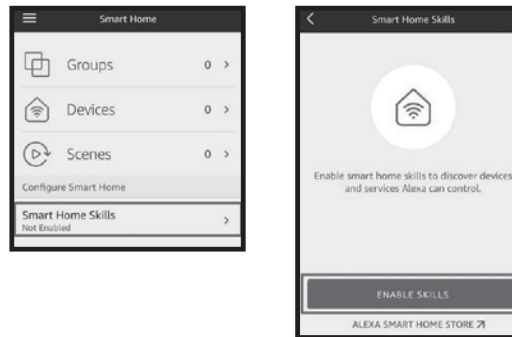 Smart Home
Groups 0 >
Devices 0 >
Scenes 0 >
Configure Smart Home
Smart Home Skills >
Not Enabled
< Smart Home Skills
Enable smart home skills to discover devices
and services Alexa can control.
ENABLE SKILLS
ALEXA SMART HOME STORE